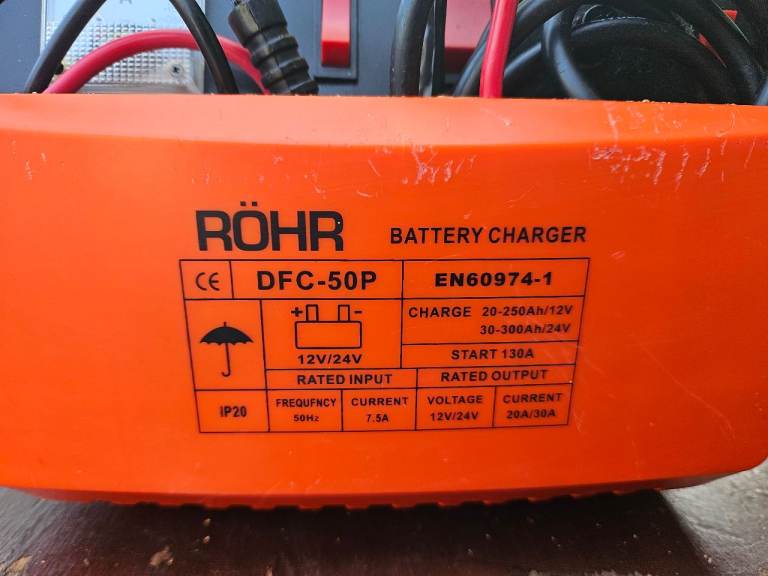 RÖHR BATTERY CHARGER
CE DFC-50P EN60974-1
+ -
12V/24V
CHARGE 20-250Ah/12V
30-300Ah/24V
START 130A
RATED INPUT RATED OUTPUT
IP20
FREQUFNCY
50Hz
CURRENT
7.5A
VOLTAGE
12V/24V
CURRENT
20A/30A